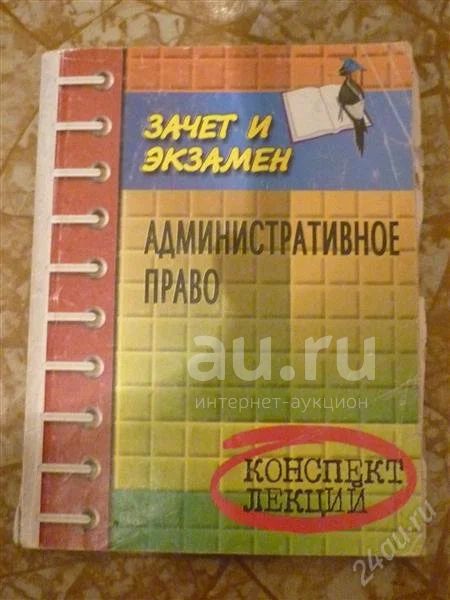 ЗАЧЕТ И
ЭКЗАМЕН
АДМИНИСТРАТИВНОЕ
ПРАВО
au.ru
интернет-аукцион
КОНСПЕКТ
ЛЕКЦИЙ
24au.ru